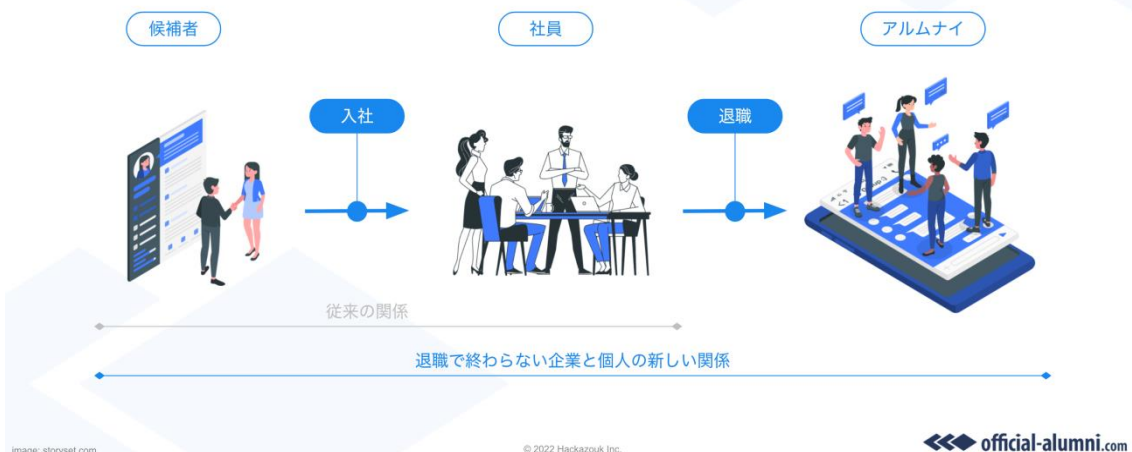 候補者
社員
アルムナイ
入社
退職
従来の関係
退職で終わらない企業と個人の新しい関係
image: storyset.com
© 2022 Hackazouk Inc.
official-alumni.com